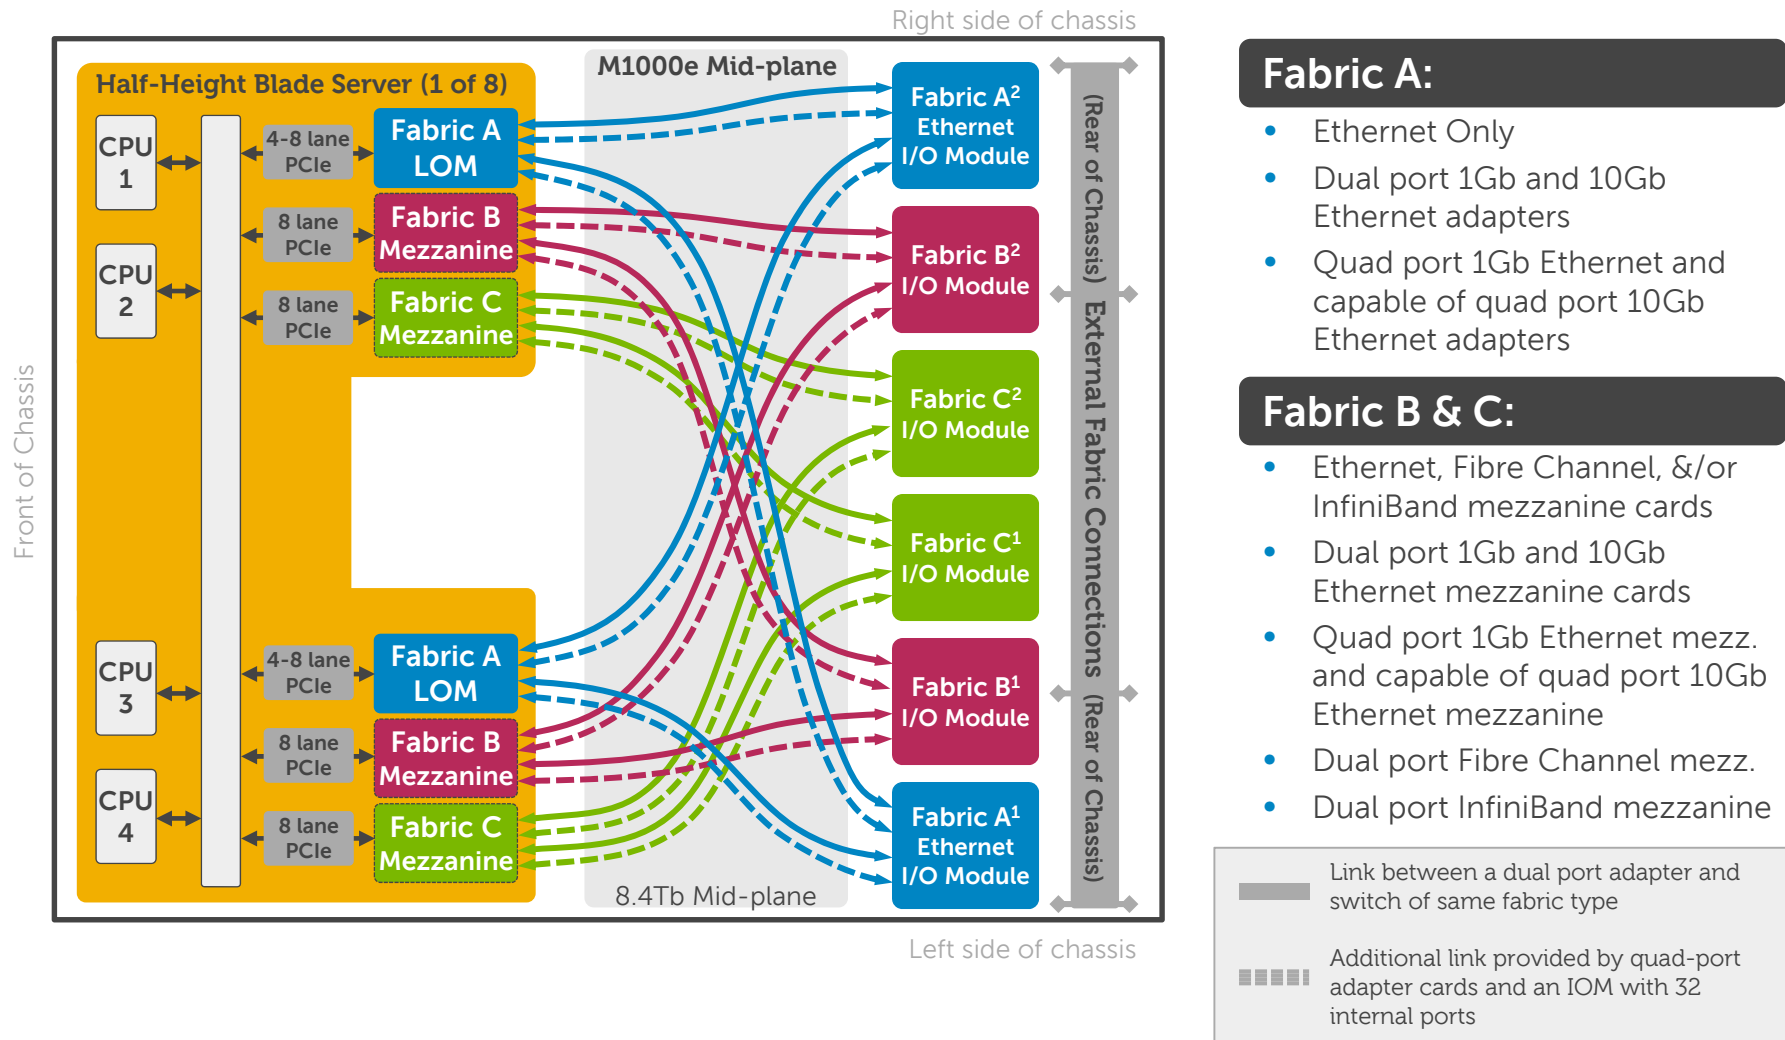 Right side of chassis
Front of Chassis
Half-Height Blade Server (1 of 8)
M1000e Mid-plane
CPU
1
CPU
2
CPU
3
CPU
4
4-8 lane
PCIe
8 lane
PCIe
8 lane
PCIe
Fabric A
LOM
Fabric B
Mezzanine
Fabric C
Mezzanine
4-8 lane
PCIe
8 lane
PCIe
8 lane
PCIe
Fabric A
LOM
Fabric B
Mezzanine
Fabric C
Mezzanine
8.4Tb Mid-plane
Fabric A²
Ethernet
I/O Module
Fabric B²
I/O Module
Fabric C²
I/O Module
Fabric C¹
I/O Module
Fabric B¹
I/O Module
Fabric A¹
Ethernet
I/O Module
(Rear of Chassis)
External Fabric Connections
(Rear of Chassis)
Left side of chassis
Fabric A:
• Ethernet Only
• Dual port 1Gb and 10Gb
Ethernet adapters
• Quad port 1Gb Ethernet and
capable of quad port 10Gb
Ethernet adapters
Fabric B & C:
• Ethernet, Fibre Channel, &/or
InfiniBand mezzanine cards
• Dual port 1Gb and 10Gb
Ethernet mezzanine cards
• Quad port 1Gb Ethernet mezz.
and capable of quad port 10Gb
Ethernet mezzanine
• Dual port Fibre Channel mezz.
• Dual port InfiniBand mezzanine
Link between a dual port adapter and
switch of same fabric type
Additional link provided by quad-port
adapter cards and an IOM with 32
internal ports